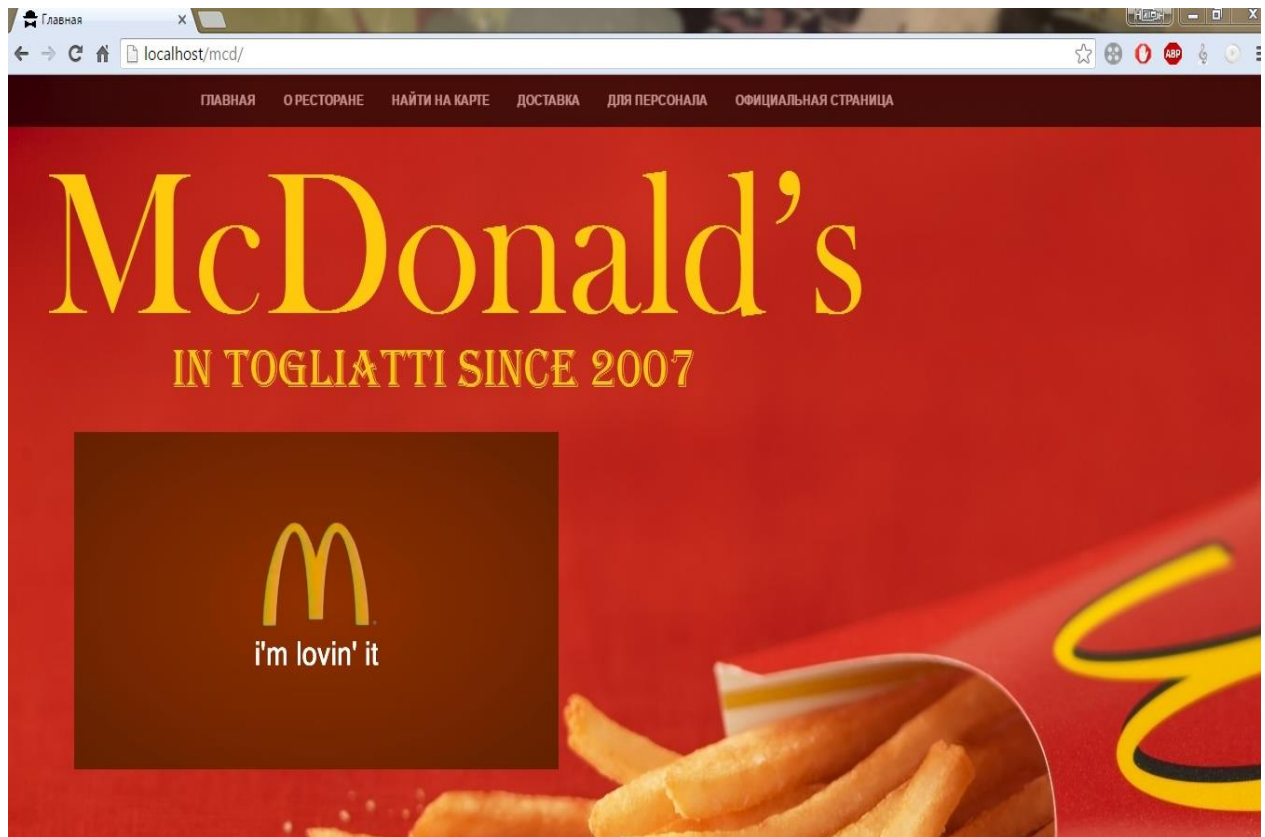 Главная
localhost/mcd/
ABP
ГЛАВНАЯ О РЕСТОРАНЕ НАЙТИ НА КАРТЕ ДОСТАВКА ДЛЯ ПЕРСОНАЛА ОФИЦИАЛЬНАЯ СТРАНИЦА
McDonald's
IN TOGLIATTI SINCE 2007
i'm lovin' it